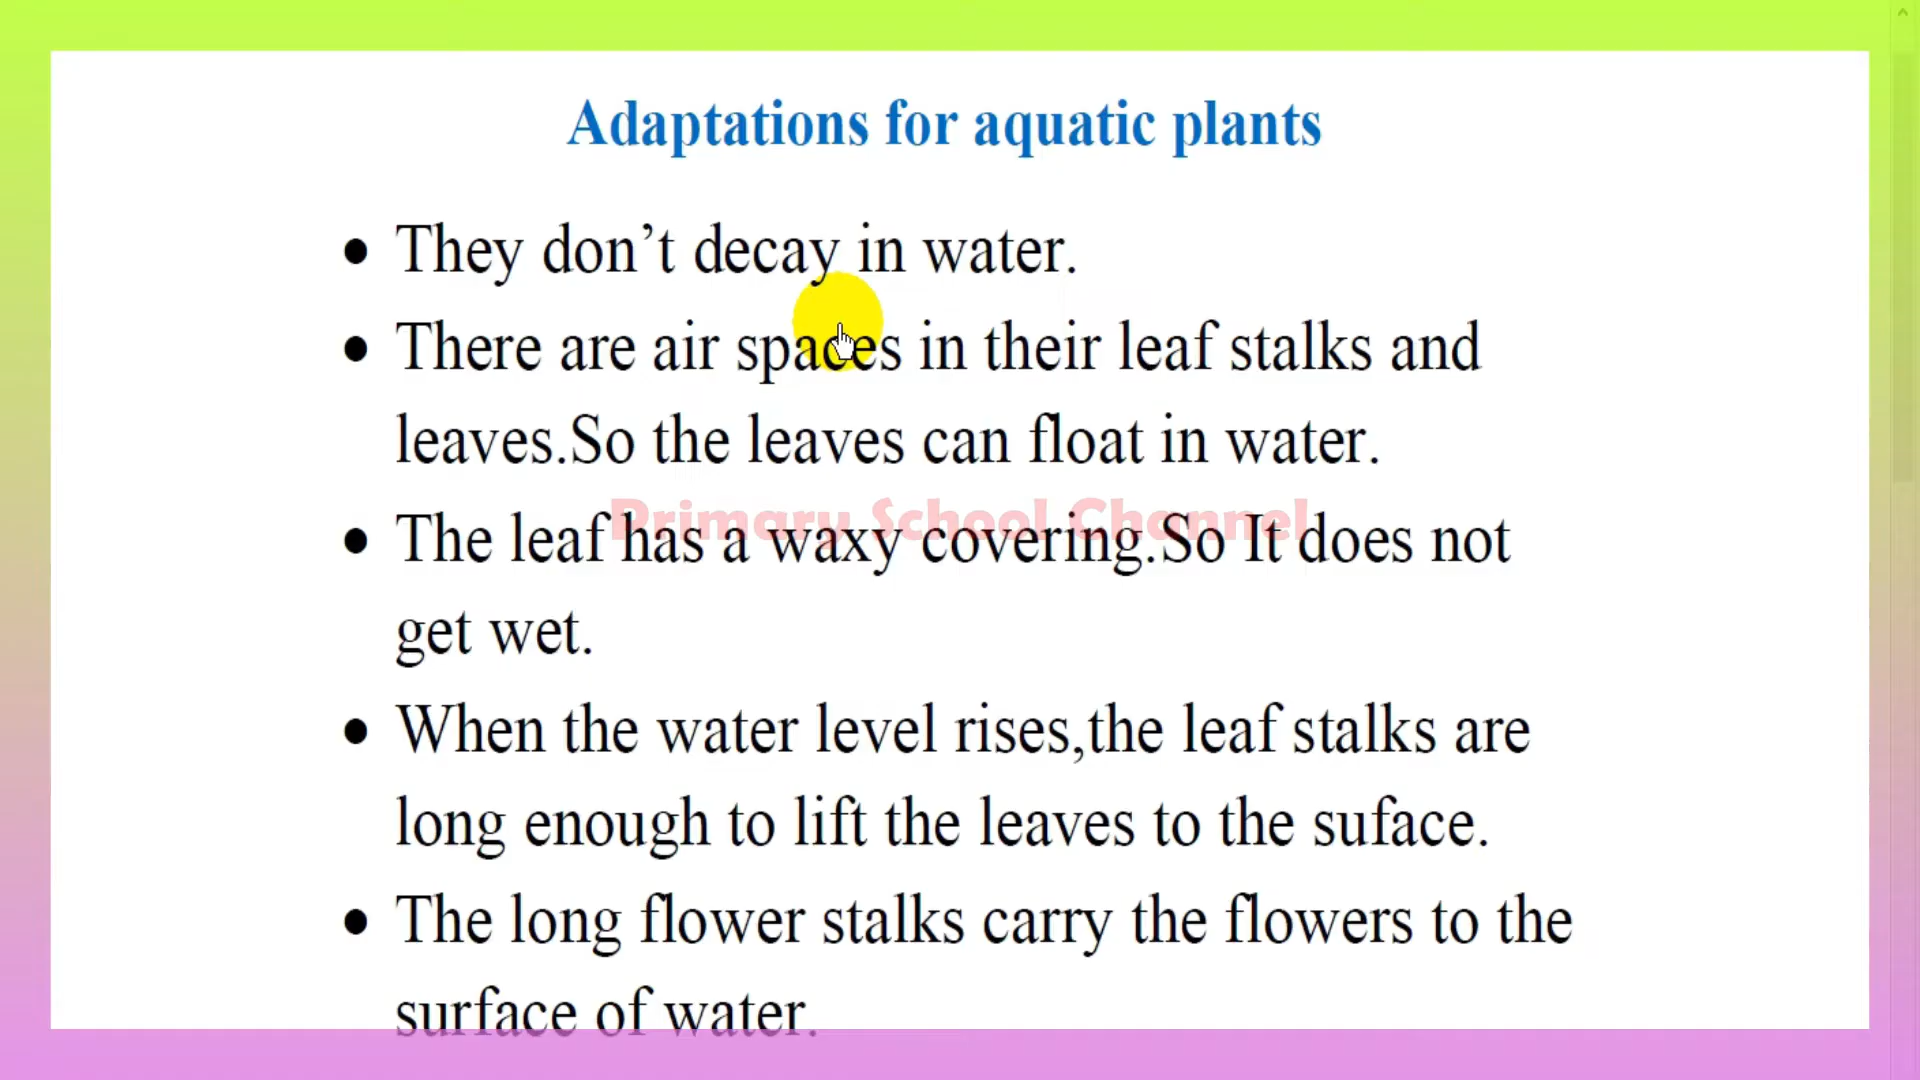 Adaptations for aquatic plants
• They don’t decay in water.
• There are air spaces in their leaf stalks and
leaves.So the leaves can float in water.
Primary School Channel
• The leaf has a waxy covering.So It does not
get wet.
• When the water level rises,the leaf stalks are
long enough to lift the leaves to the suface.
• The long flower stalks carry the flowers to the
surface of water.